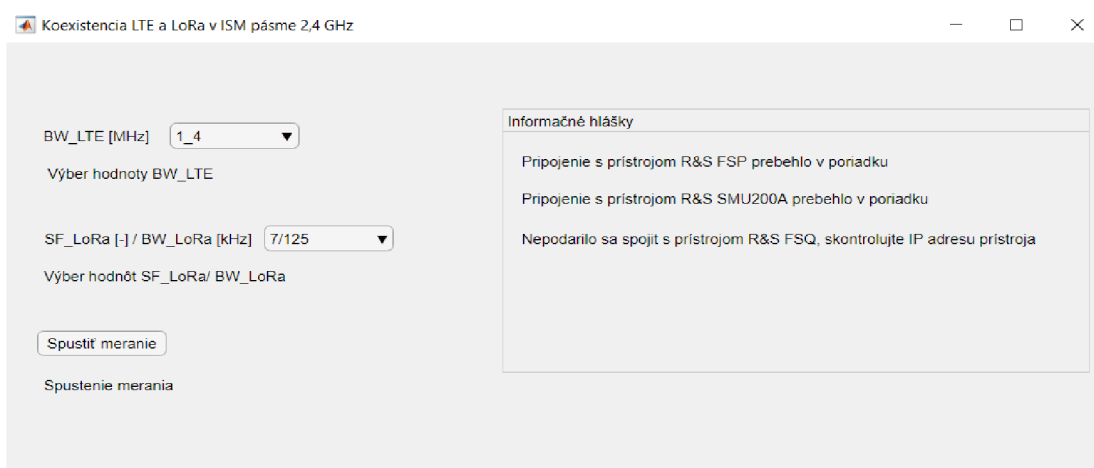 Koexistencia LTE a LoRa v ISM pásme 2,4 GHz
BW_LTE [MHz] 1_4
Výber hodnoty BW_LTE
SF_LoRa [-] / BW_LoRa [kHz] 7/125
Výber hodnôt SF_LoRa/ BW_LoRa
Spustiť meranie
Spustenie merania
Informačné hlášky
Pripojenie s prístrojom R&S FSP prebehlo v poriadku
Pripojenie s prístrojom R&S SMU200A prebehlo v poriadku
Nepodarilo sa spojit s prístrojom R&S FSQ, skontrolujte IP adresu prístroja